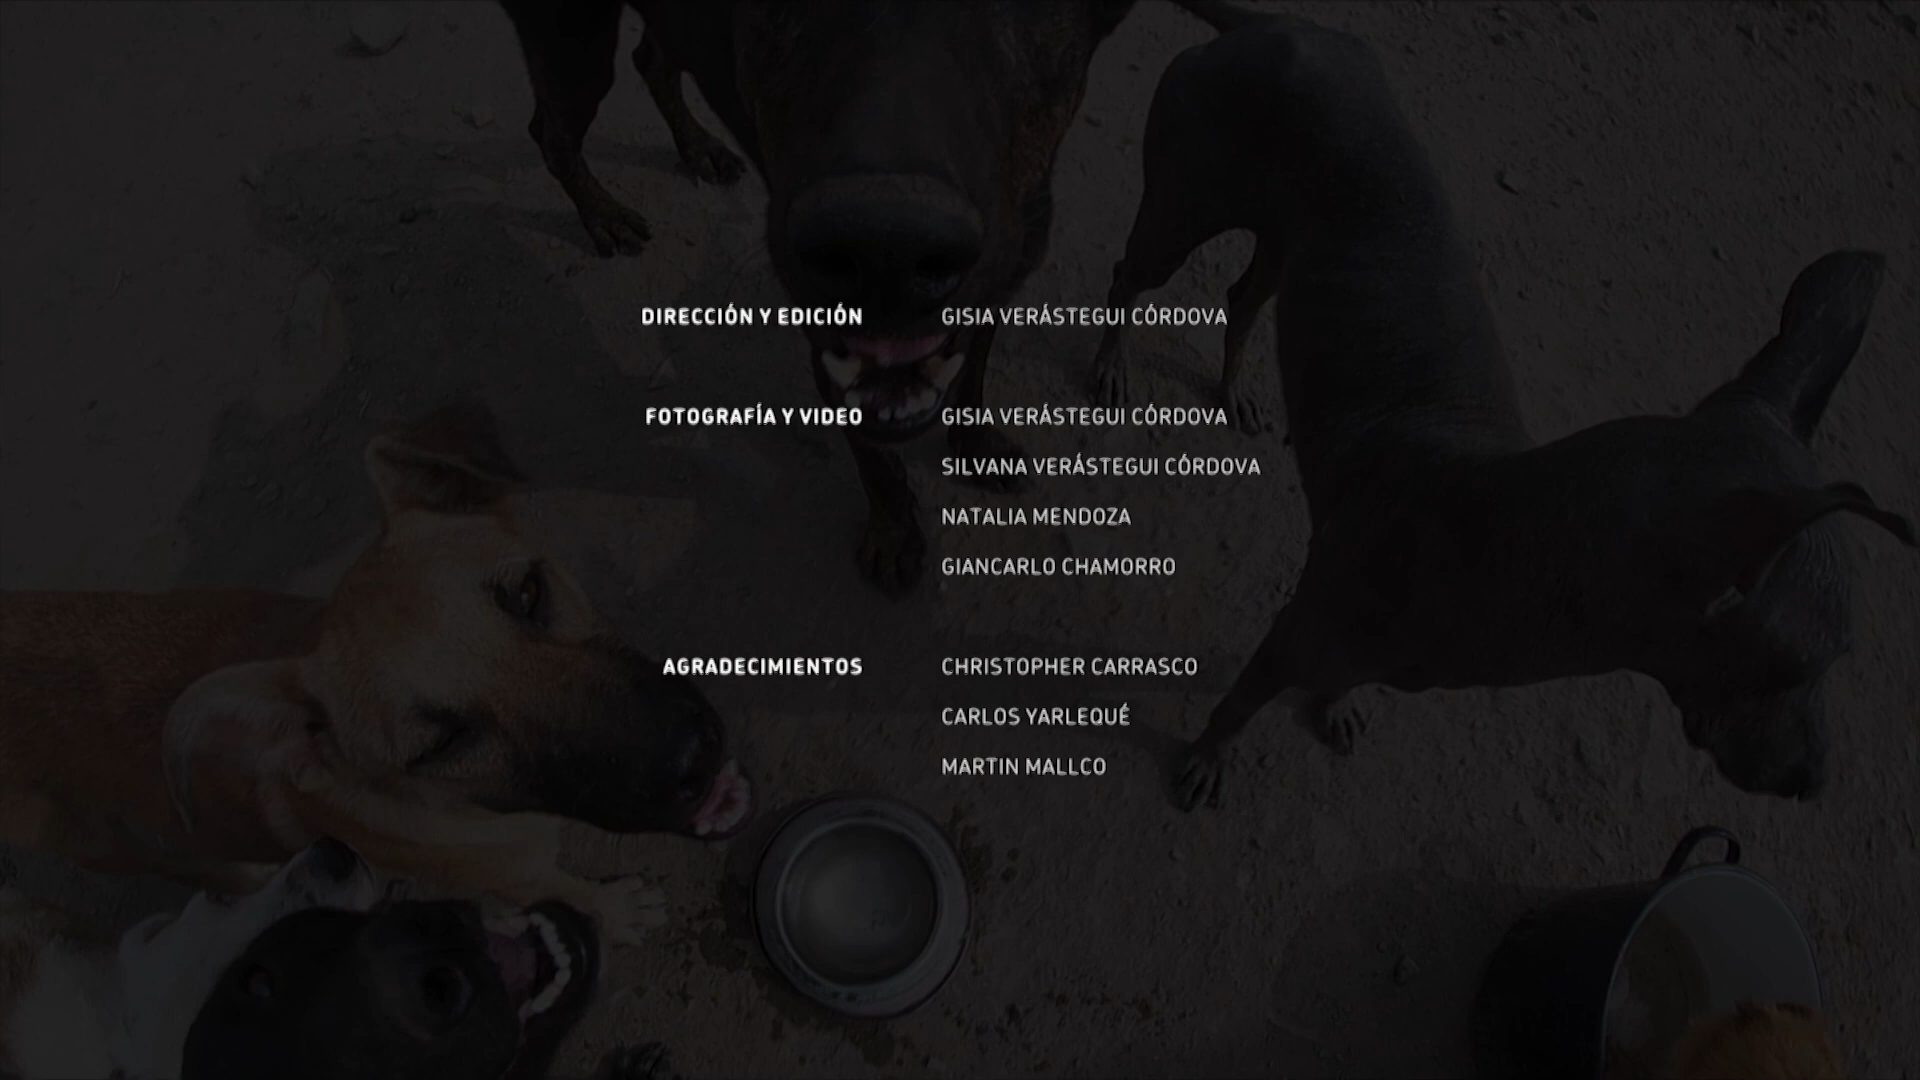 DIRECCIÓN Y EDICIÓN GISIA VERÁSTEGUI CÓRDOVA
FOTOGRAFÍA Y VIDEO GISIA VERÁSTEGUI CÓRDOVA
SILVANA VERÁSTEGUI CÓRDOVA
NATALIA MENDOZA
GIANCARLO CHAMORRO
AGRADECIMIENTOS CHRISTOPHER CARRASCO
CARLOS YARLEQUÉ
MARTIN MALLCO